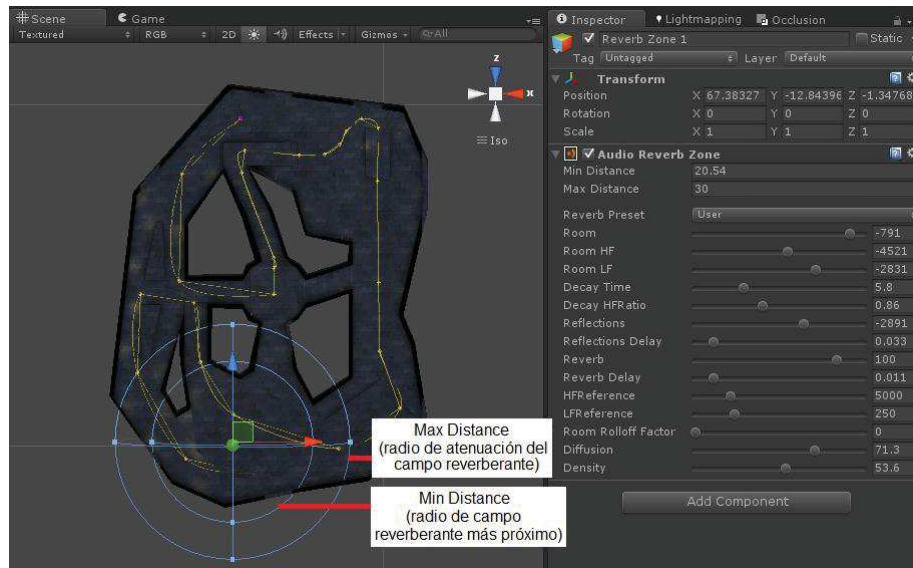 Scene
Game
Textured RGB 2D Effects Gizmos All
z
x
Iso
Max Distance
(radio de atenuación del
campo reverberante)
Min Distance
(radio de campo
reverberante más próximo)
Inspector Lightmapping Occlusion
Reverb Zone 1 Static
Tag Untagged Layer Default
Transform
Position X 67.38327 Y -12.84396 Z -1.34768
Rotation X 0 Y 0 Z 0
Scale X 1 Y 1 Z 1
Audio Reverb Zone
Min Distance 20.54
Max Distance 30
Reverb Preset User
Room -791
Room HF -4521
Room LF -2831
Decay Time 5.8
Decay HFRatio 0.86
Reflections -2891
Reflections Delay 0.033
Reverb 100
Reverb Delay 0.011
HFReference 5000
LFReference 250
Room Rolloff Factor 0
Diffusion 71.3
Density 53.6
Add Component